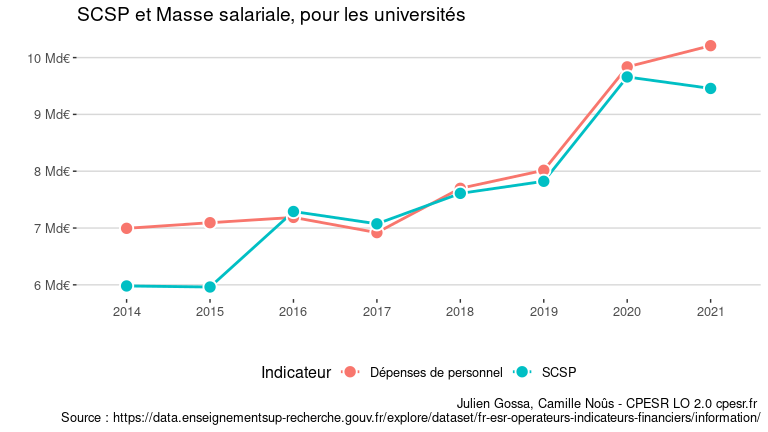 SCSP et Masse salariale, pour les universités
10 Md€
9 Md€
8 Md€
7 Md€
6 Md€
2014 2015 2016 2017 2018 2019 2020 2021
Indicateur Dépenses de personnel SCSP
Julien Gossa, Camille Noûs - CPESR LO 2.0 cpesr.fr
Source : https://data.enseignementsup-recherche.gouv.fr/explore/dataset/fr-esr-operateurs-indicateurs-financiers/information/